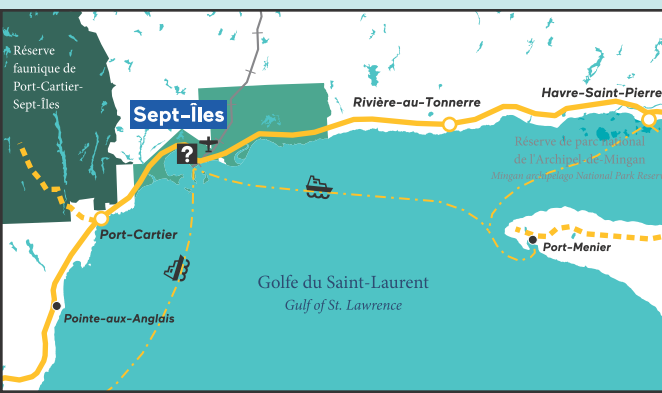 Réserve
faunique de
Port-Cartier-
Sept-Îles
Sept-Îles
?
Rivière-au-Tonnerre
Havre-Saint-Pierre
Réserve de parc national
de l'Archipel-de-Mingan
Mingan archipelago National Park Reserve
Port-Cartier
Port-Menier
Golfe du Saint-Laurent
Gulf of St. Lawrence
Pointe-aux-Anglais